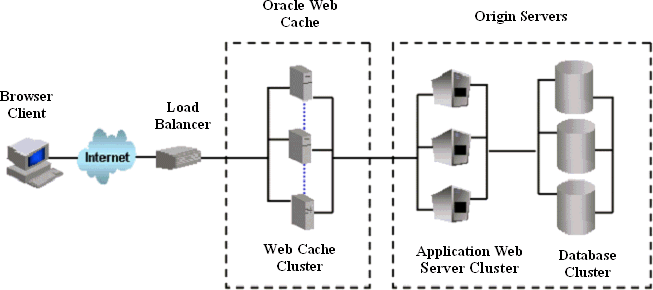 Oracle Web
Cache
Origin Servers
Browser
Client
Load
Balancer
Internet
Web Cache
Cluster
Application Web
Server Cluster
Database
Cluster